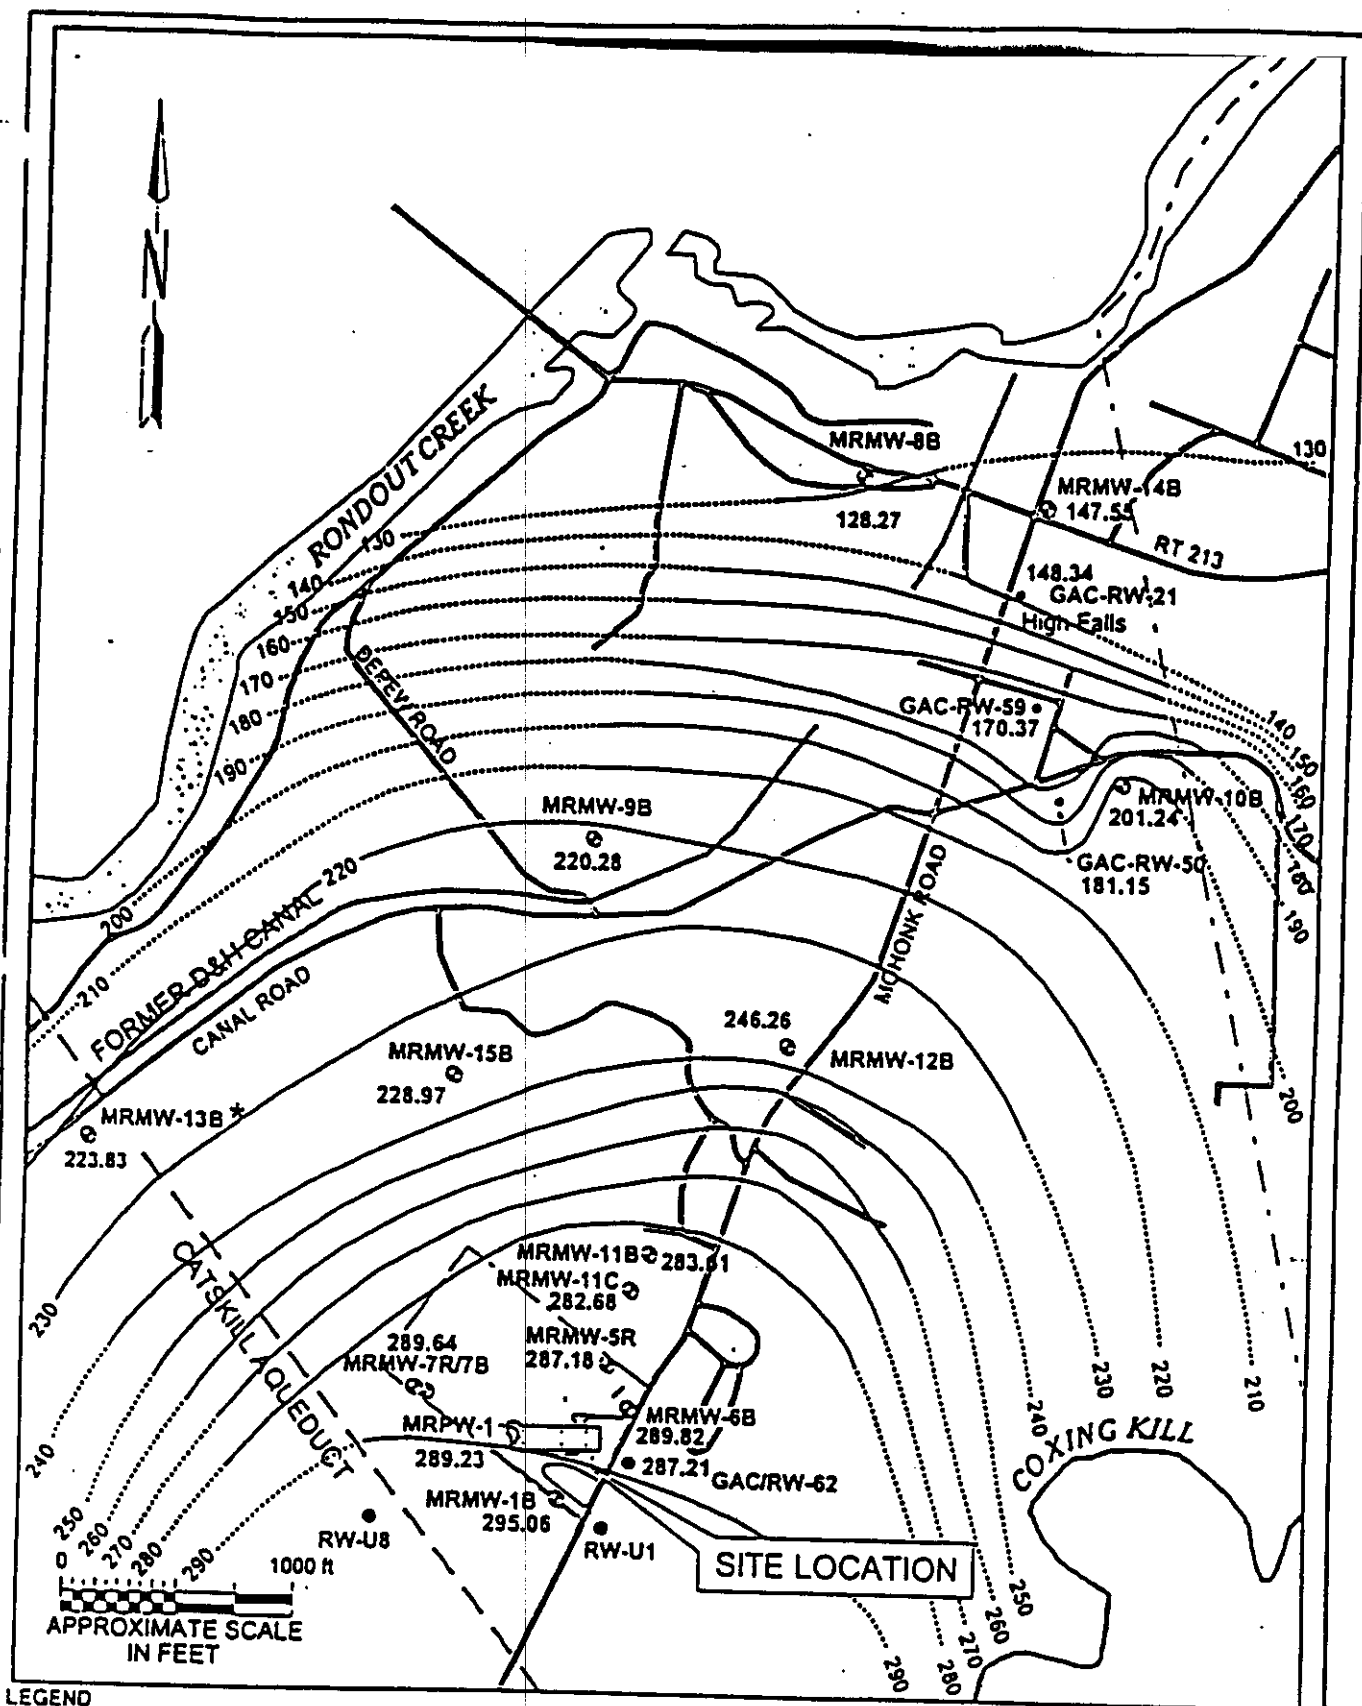 N
RONDOUT CREEK
MRMW-8B
128.27
130
MRMW-14B
147.55
RT 213
148.34
GAC-RW-21
High Falls
130
140
150
160
170
180
190
200
210
220
DEPEW ROAD
GAC-RW-59
170.37
140
150
160
170
180
190
200
MRMW-10B
201.24
GAC-RW-50
181.15
MRMW-9B
220.28
MOHONK ROAD
FORMER D&H CANAL
CANAL ROAD
246.26
MRMW-12B
MRMW-15B
228.97
MRMW-13B *
223.83
CATSKILL AQUEDUCT
MRMW-11B
283.61
MRMW-11C
282.68
289.64
MRMW-7R/7B
MRMW-5R
287.18
MRPW-1
289.23
MRMW-6B
289.82
287.21
GAC/RW-62
MRMW-1B
295.06
RW-U8
RW-U1
SITE LOCATION
COXING KILL
230
240
250
260
270
280
290
210
220
230
240
250
260
270
280
290
0
1000 ft
APPROXIMATE SCALE
IN FEET
LEGEND